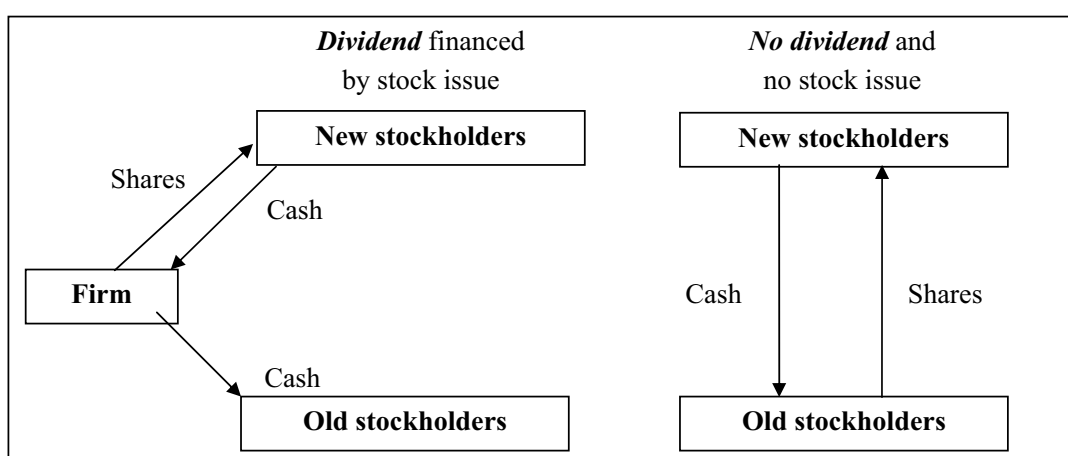 Dividend financed
by stock issue
New stockholders
Shares
Cash
Firm
Cash
Old stockholders
No dividend and
no stock issue
New stockholders
Cash
Shares
Old stockholders